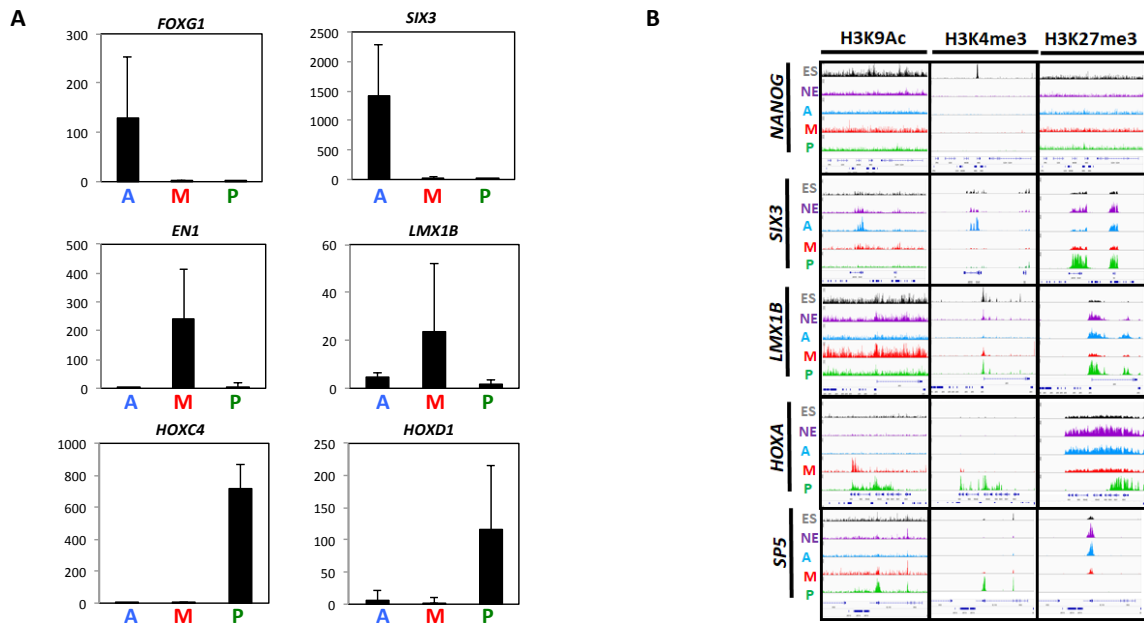 A
FOXG1
300
200
100
0
A M P
SIX3
2500
2000
1500
1000
500
0
A M P
EN1
500
400
300
200
100
0
A M P
LMX1B
60
40
20
0
A M P
HOXC4
1000
800
600
400
200
0
A M P
HOXD1
250
200
150
100
50
0
A M P
B
H3K9Ac H3K4me3 H3K27me3
NANOG
ES
NE
A
M
P
SIX3
ES
NE
A
M
P
LMX1B
ES
NE
A
M
P
HOXA
ES
NE
A
M
P
SP5
ES
NE
A
M
P